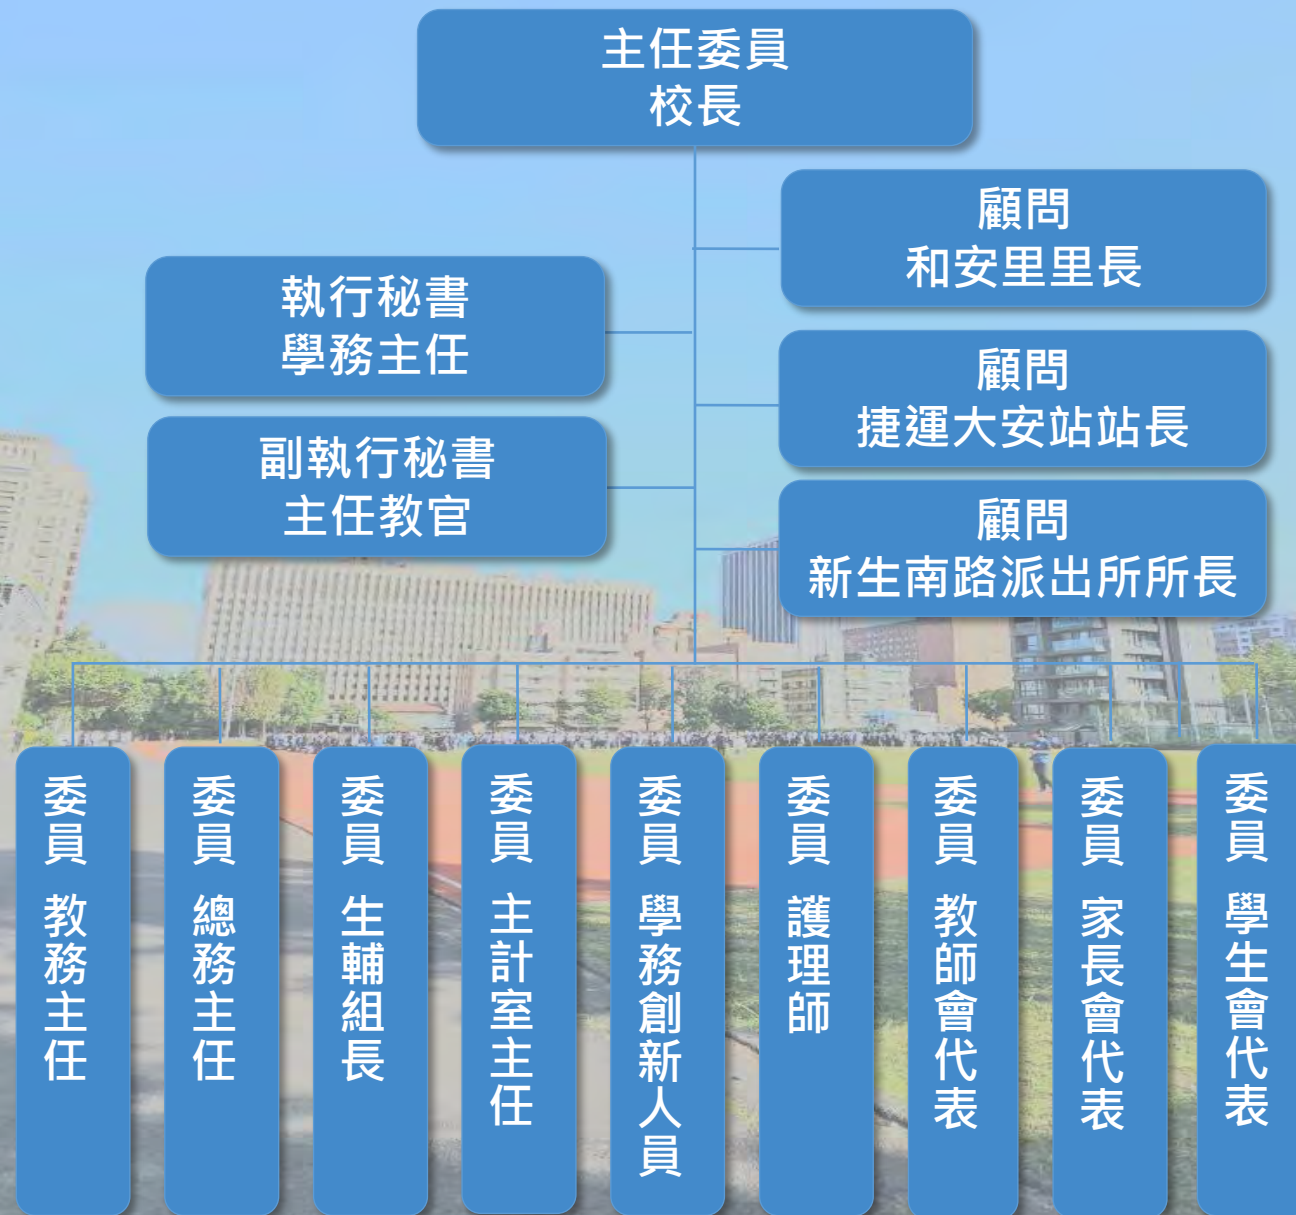 主任委員
校長
顧問
和安里里長
執行秘書
學務主任
顧問
捷運大安站站長
副執行秘書
主任教官
顧問
新生南路派出所所長
委員 教務主任
委員 總務主任
委員 生輔組長
委員 主計室主任
委員 學務創新人員
委員 護理師
委員 教師會代表
委員 家長會代表
委員 學生會代表